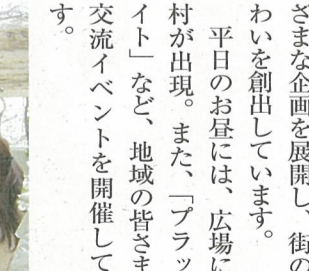 ざまな企画を展開し、街の
わいを創出しています。
平日のお昼には、広場に
村が出現。また、「プラッ
イト」など、地域の皆さま
交流イベントを開催して
す。